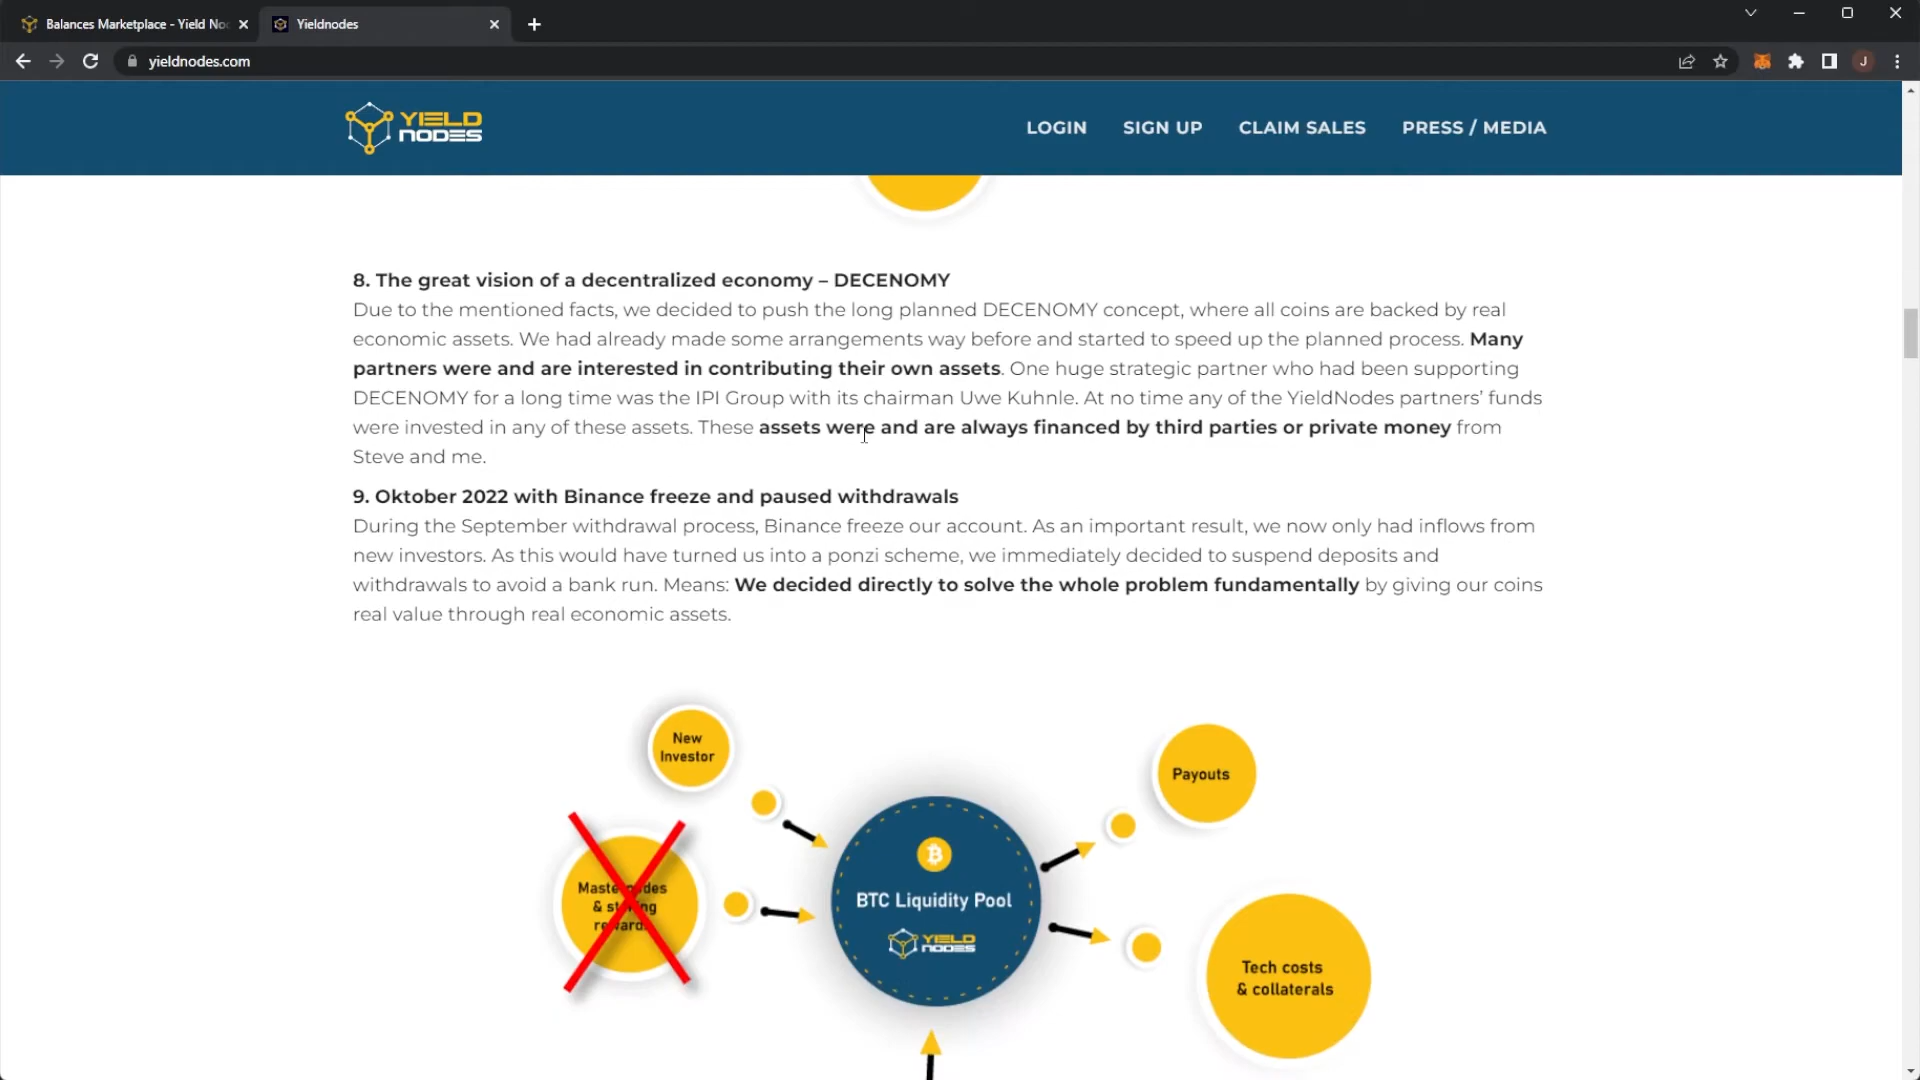 Balances Marketplace - Yield No
Yieldnodes
yieldnodes.com
J
YIELD
NODES
LOGIN
SIGN UP
CLAIM SALES
PRESS / MEDIA
8. The great vision of a decentralized economy – DECENOMY
Due to the mentioned facts, we decided to push the long planned DECENOMY concept, where all coins are backed by real
economic assets. We had already made some arrangements way before and started to speed up the planned process. Many
partners were and are interested in contributing their own assets. One huge strategic partner who had been supporting
DECENOMY for a long time was the IPI Group with its chairman Uwe Kuhnle. At no time any of the YieldNodes partners’ funds
were invested in any of these assets. These assets were and are always financed by third parties or private money from
Steve and me.
9. Oktober 2022 with Binance freeze and paused withdrawals
During the September withdrawal process, Binance freeze our account. As an important result, we now only had inflows from
new investors. As this would have turned us into a ponzi scheme, we immediately decided to suspend deposits and
withdrawals to avoid a bank run. Means: We decided directly to solve the whole problem fundamentally by giving our coins
real value through real economic assets.
New
Investor
Payouts
Masternodes
& staking
rewards
BTC Liquidity Pool
YIELD
NODES
Tech costs
& collaterals